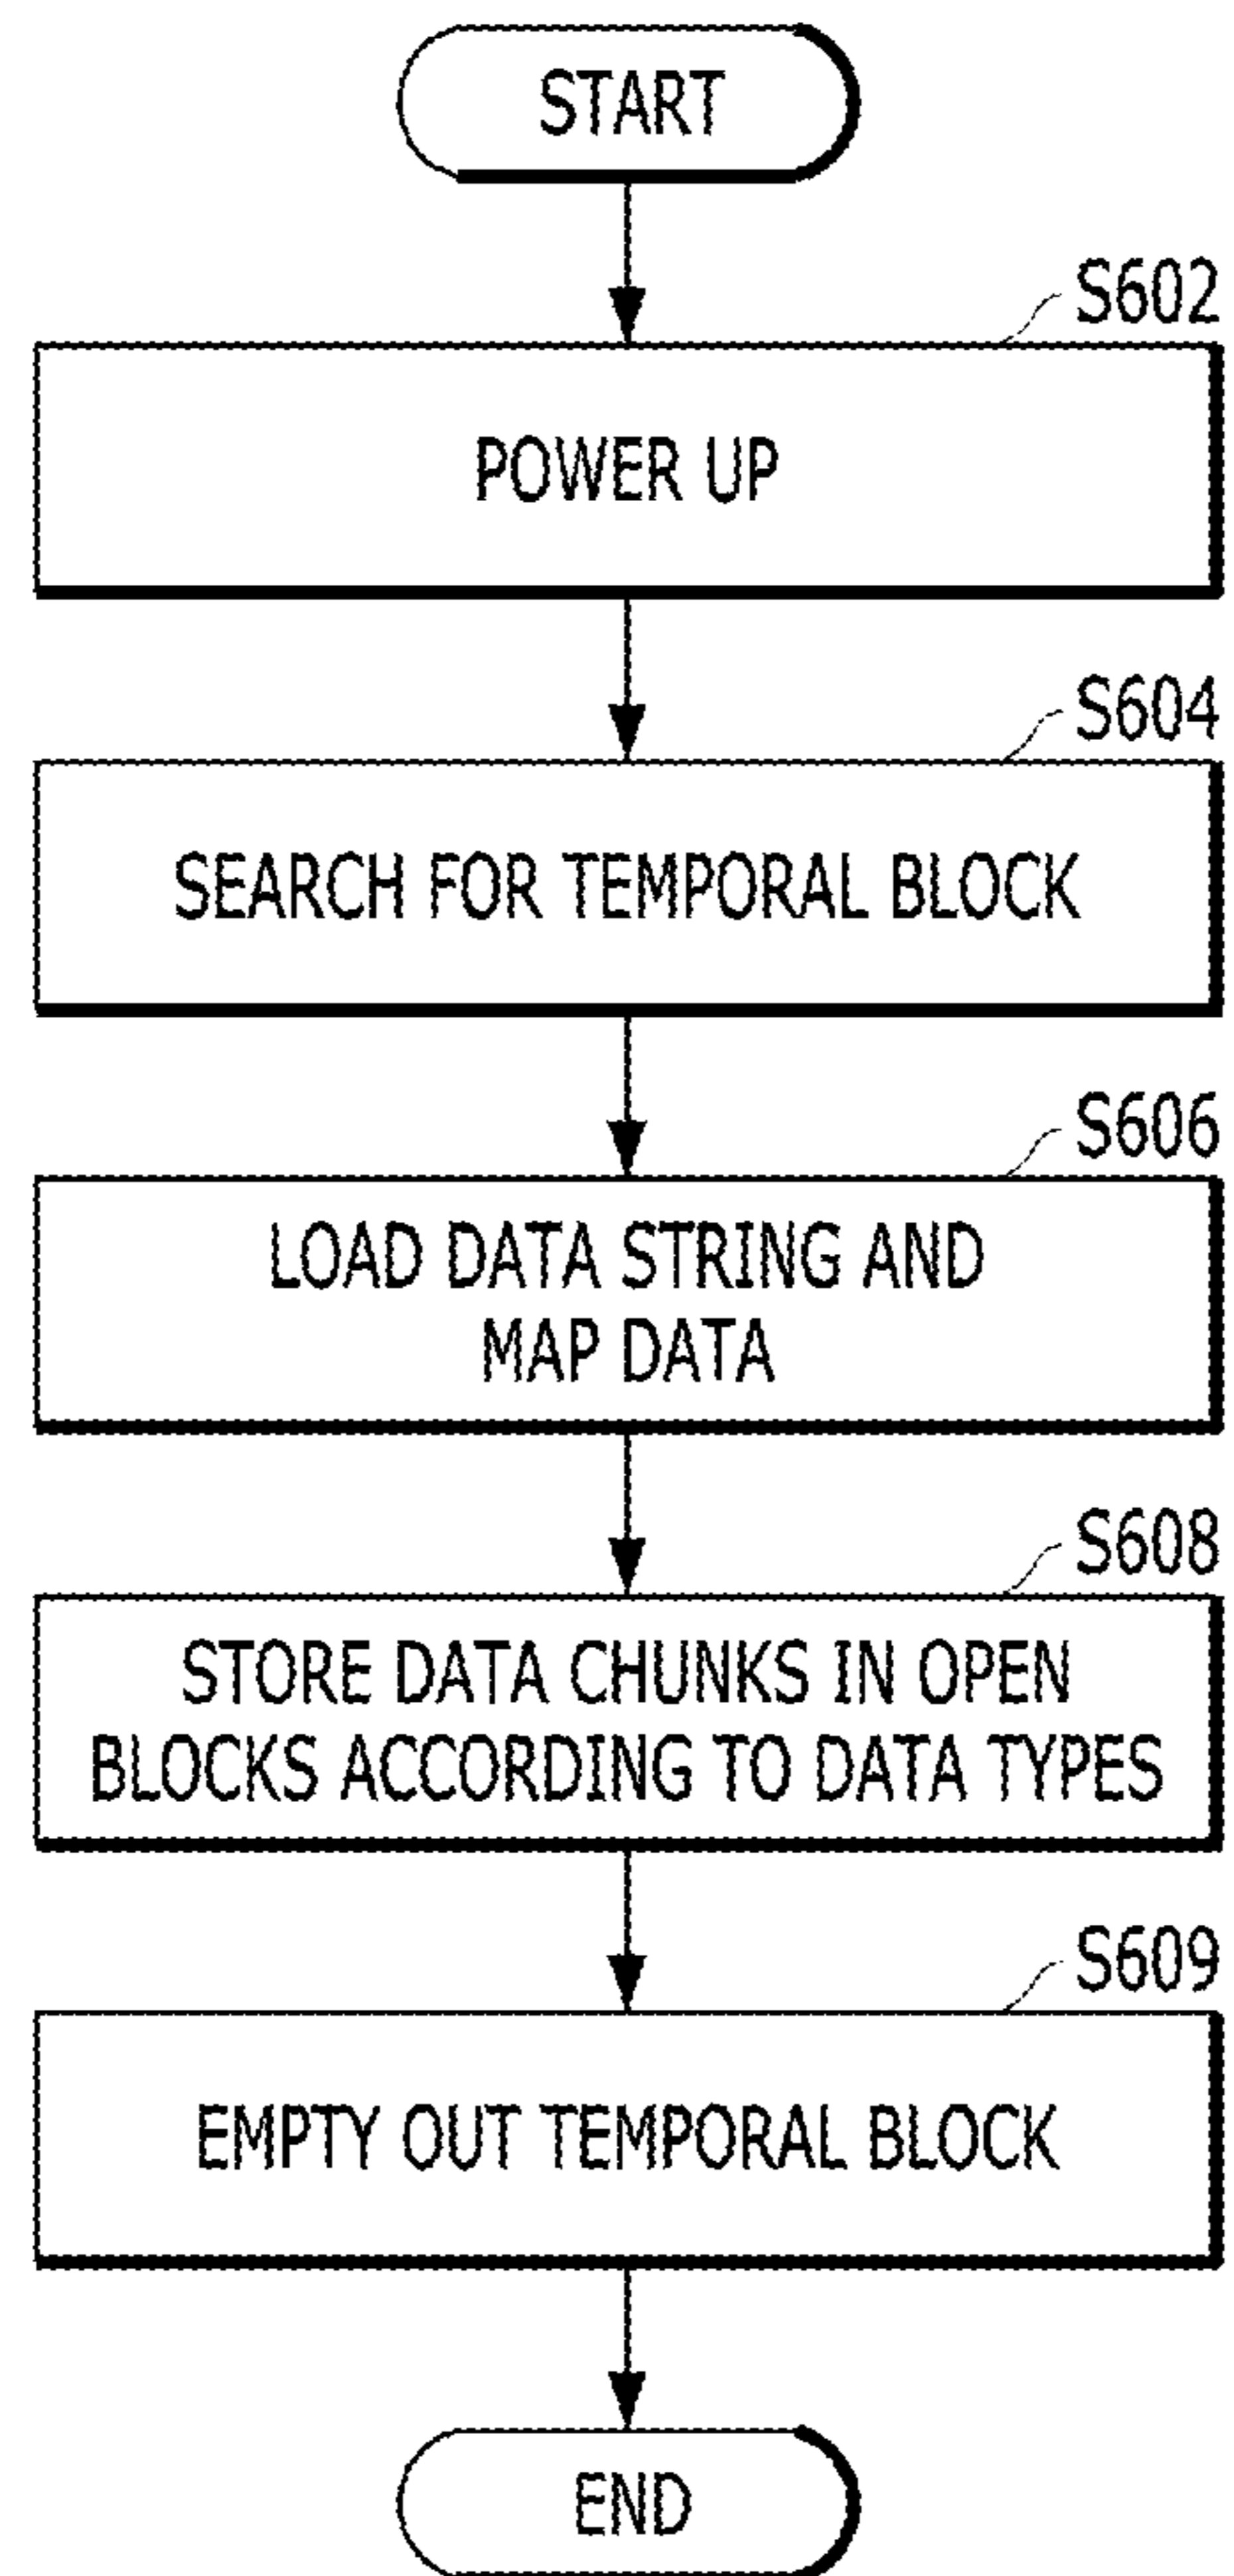 START
S602
POWER UP
S604
SEARCH FOR TEMPORAL BLOCK
S606
LOAD DATA STRING AND
MAP DATA
S608
STORE DATA CHUNKS IN OPEN
BLOCKS ACCORDING TO DATA TYPES
S609
EMPTY OUT TEMPORAL BLOCK
END